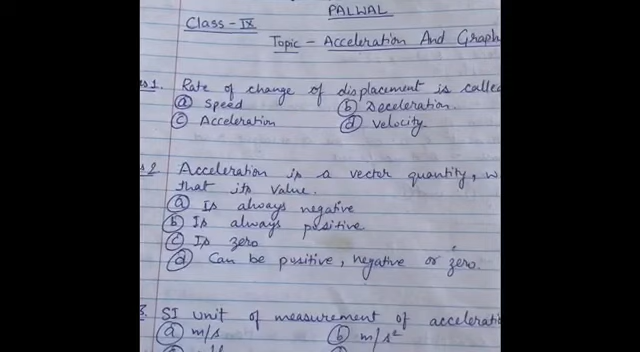 PALWAL
Class-IX
Topic - Acceleration And Graph
1. Rate of change of displacement is called
(a) Speed (b) Deceleration.
(c) Acceleration (d) Velocity.
2 Acceleration is a vector quantity, w
that its value.
(a) Is always negative
(b) Is always positive
(c) Is zero
(d) Can be positive, negative or zero.
3. SI unit of measurement of accelerati
(a) m/s (b) m/s²